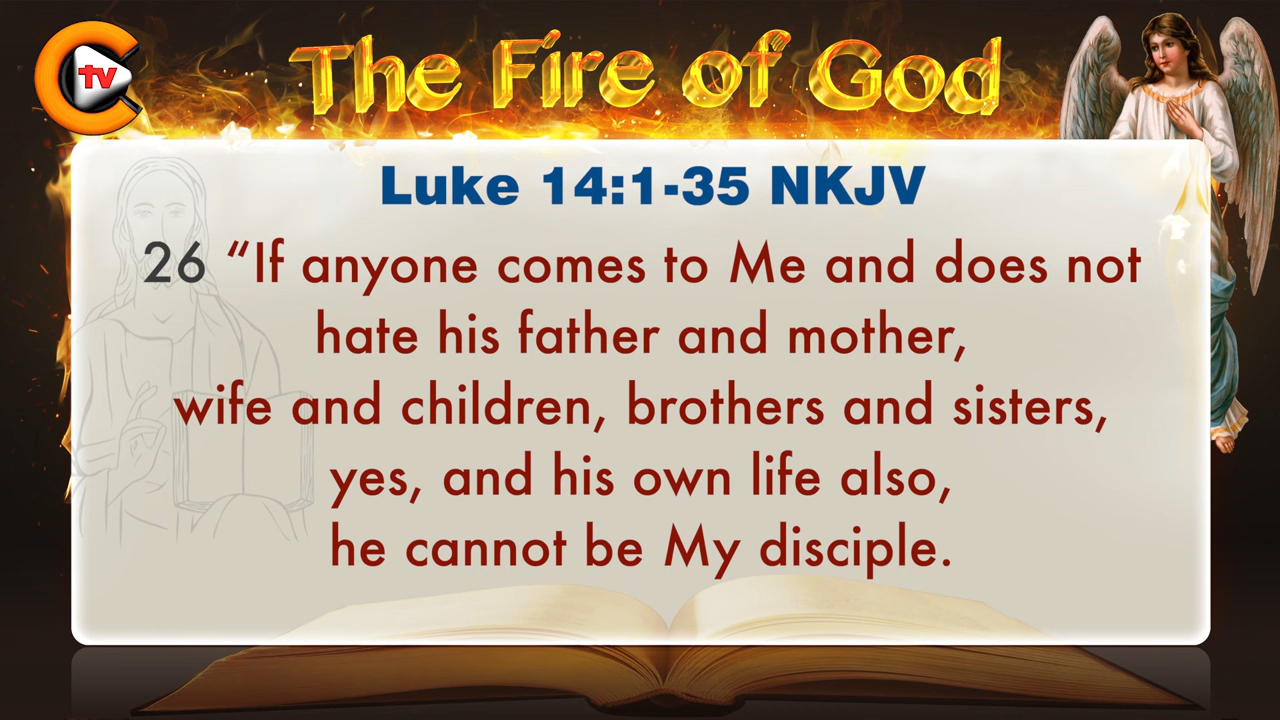 tv
The Fire of God
Luke 14:1-35 NKJV
26 “If anyone comes to Me and does not
hate his father and mother,
wife and children, brothers and sisters,
yes, and his own life also,
he cannot be My disciple.